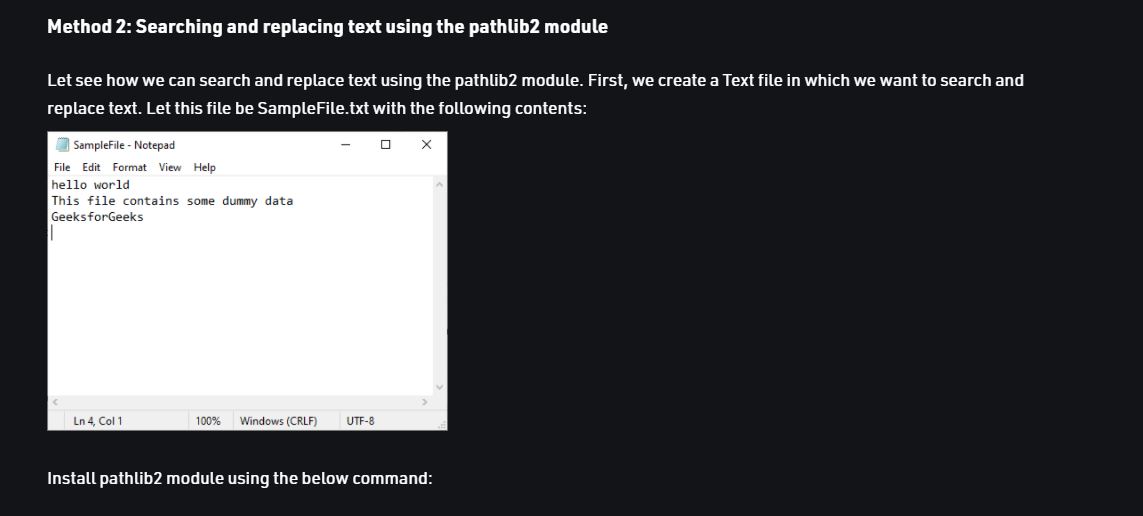 Method 2: Searching and replacing text using the pathlib2 module
Let see how we can search and replace text using the pathlib2 module. First, we create a Text file in which we want to search and
replace text. Let this file be SampleFile.txt with the following contents:
SampleFile - Notepad
File Edit Format View Help
hello world
This file contains some dummy data
GeeksforGeeks
Ln 4, Col 1 100% Windows (CRLF) UTF-8
Install pathlib2 module using the below command: